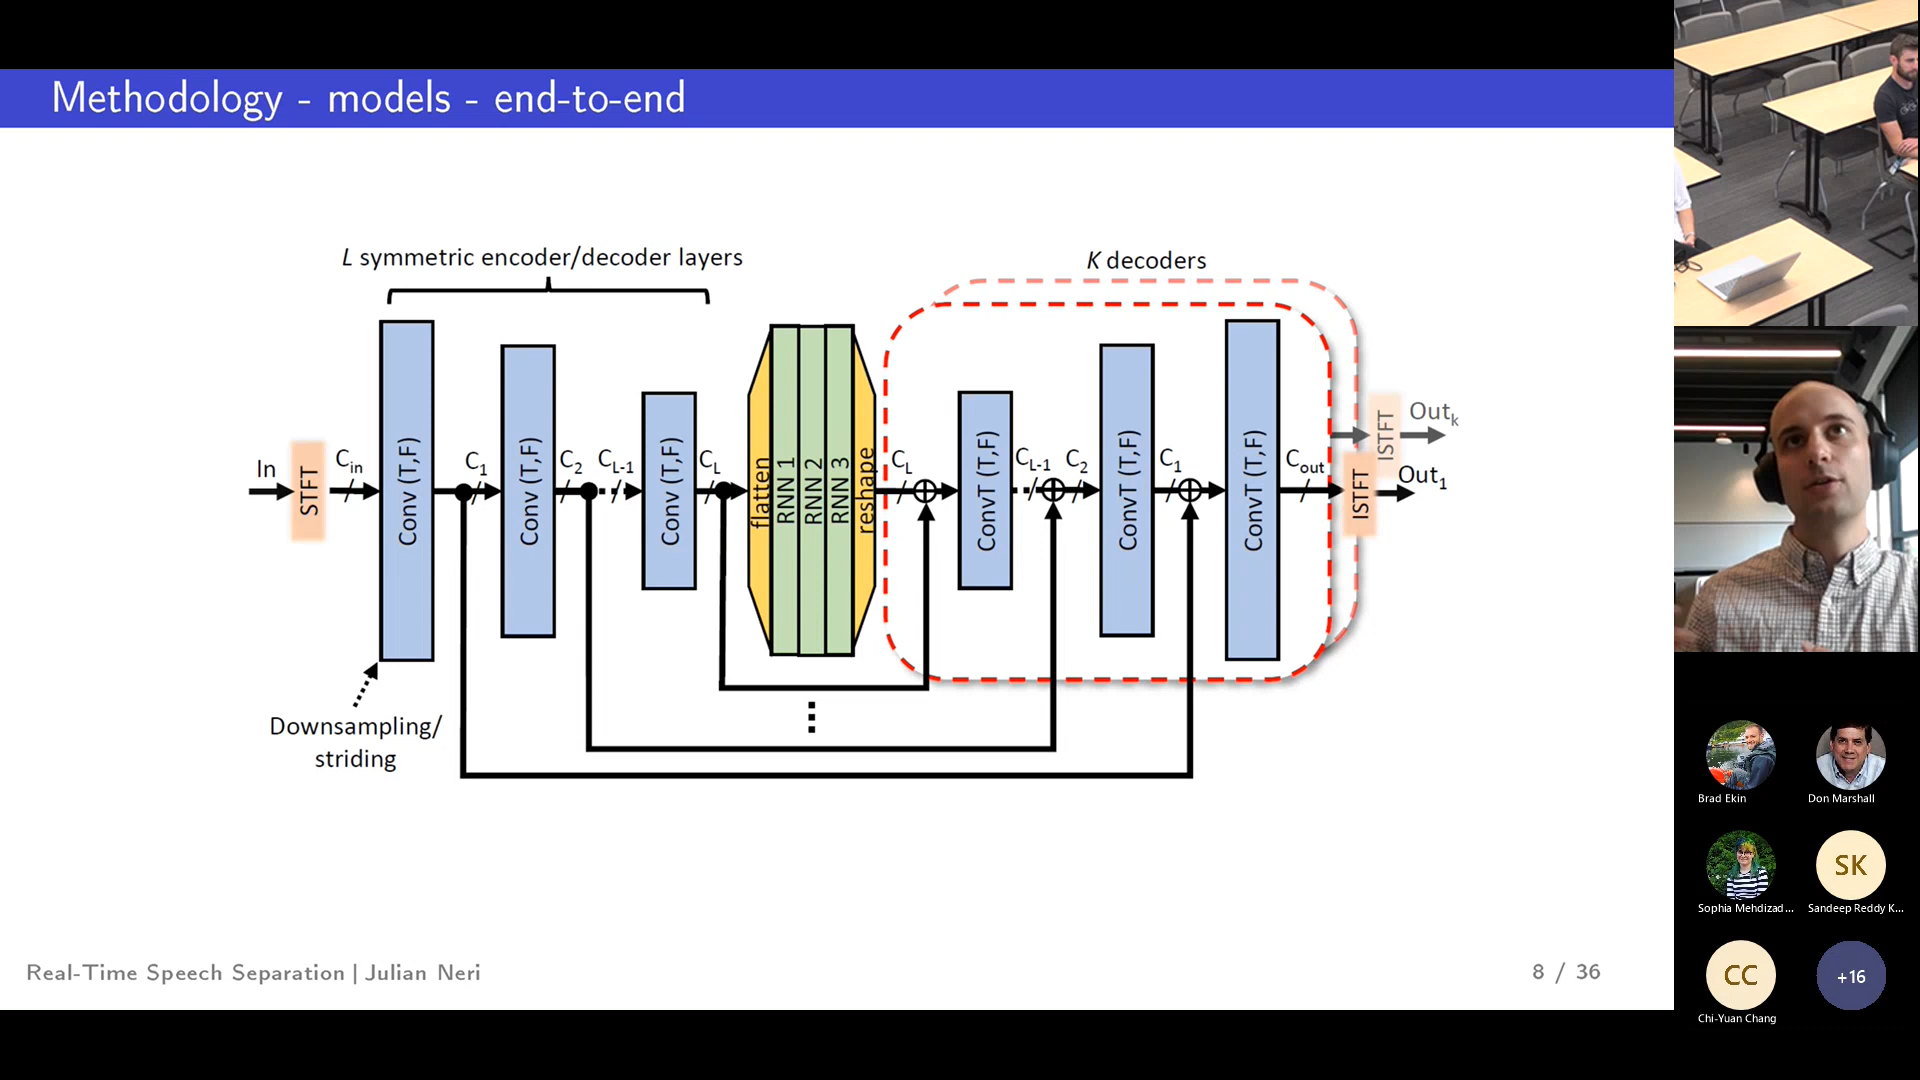 Methodology - models - end-to-end
L symmetric encoder/decoder layers
K decoders
In
STFT
C_in
Conv (T,F)
C_1
Conv (T,F)
C_2
C_L-1
Conv (T,F)
C_L
flatten
RNN 1
RNN 2
RNN 3
reshape
C_L
ConvT (T,F)
C_L-1
C_2
ConvT (T,F)
C_1
ConvT (T,F)
C_out
ISTFT
Out_k
ISTFT
Out_1
Downsampling/
striding
Real-Time Speech Separation | Julian Neri
8 / 36
Brad Ekin
Don Marshall
SK
Sophia Mehdizad...
Sandeep Reddy K...
CC
+16
Chi-Yuan Chang